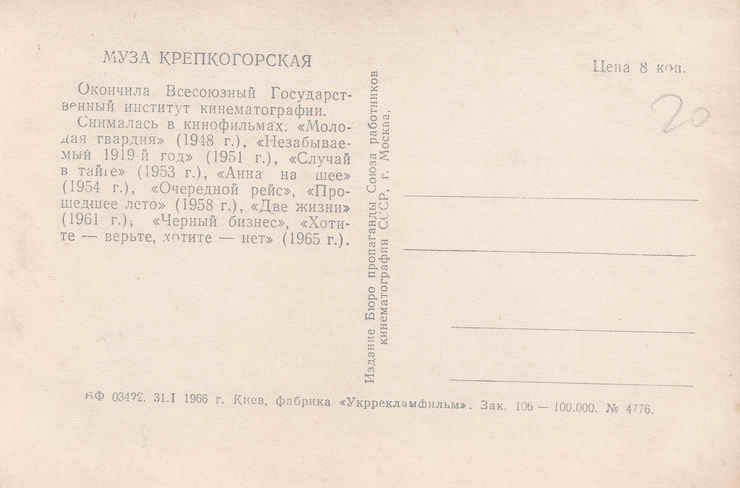 МУЗА КРЕПКОГОРСКАЯ
Окончила Всесоюзный Государст-
венный институт кинематографии.
Снималась в кинофильмах: «Моло-
дая гвардия» (1948 г.), «Незабывае-
мый 1919-й год» (1951 г.), «Случай
в тайге» (1953 г.), «Анна на шее»
(1954 г.), «Очередной рейс», «Про-
шедшее лето» (1958 г.), «Две жизни»
(1961 г.), «Черный бизнес», «Хоти-
те — верьте, хотите — нет» (1965 г.).
Издание Бюро пропаганды Союза работников
кинематографии СССР, г. Москва.
Цена 8 коп.
20
БФ 03492. 31.I 1966 г. Киев, фабрика «Укррекламфильм». Зак. 106 — 100.000. № 4776.